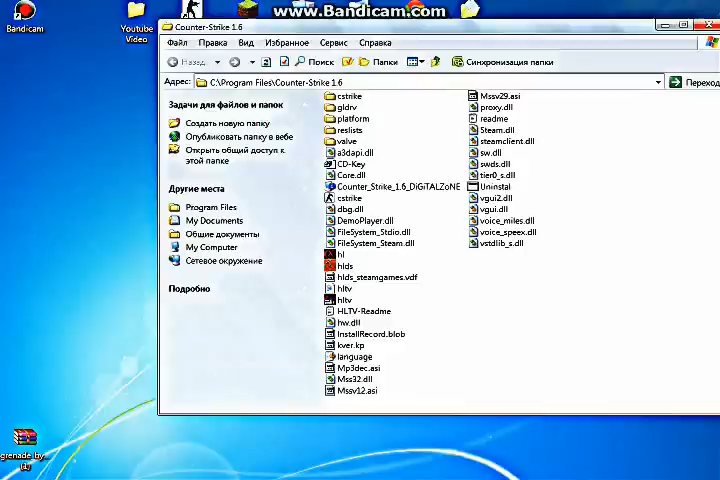 www.Bandicam.com
Bandicam
Youtube
Video
Counter-Strike 1.6
Файл Правка Вид Избранное Сервис Справка
Назад Поиск Папки Синхронизация папки
Адрес: C:\Program Files\Counter-Strike 1.6 Переход
Задачи для файлов и папок
Создать новую папку
Опубликовать папку в вебе
Открыть общий доступ к
этой папке
Другие места
Program Files
My Documents
Общие документы
My Computer
Сетевое окружение
Подробно
cstrike
gldrv
platform
reslists
valve
a3dapi.dll
CD-Key
Core.dll
Counter_Strike_1.6_DiGiTALZoNE
cstrike
dbg.dll
DemoPlayer.dll
FileSystem_Stdio.dll
FileSystem_Steam.dll
hl
hlds
hlds_steamgames.vdf
hltv
hltv
HLTV-Readme
hw.dll
InstallRecord.blob
kver.kp
language
Mp3dec.asi
Mss32.dll
Mssv12.asi
Mssv29.asi
proxy.dll
readme
Steam.dll
steamclient.dll
sw.dll
swds.dll
tier0_s.dll
Uninstal
vgui2.dll
vgui.dll
voice_miles.dll
voice_speex.dll
vstdlib_s.dll
grenade_by...
(1)